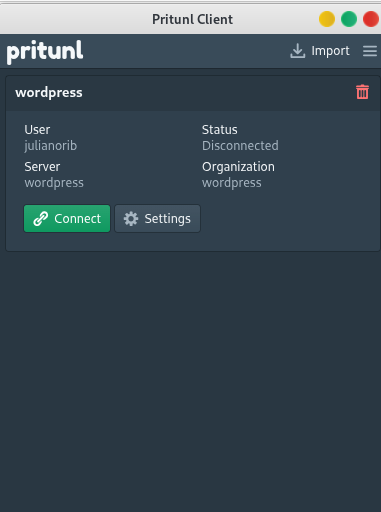 Pritunl Client
pritunl
Import
wordpress
User
Status
julianorib
Disconnected
Server
Organization
wordpress
wordpress
Connect
Settings